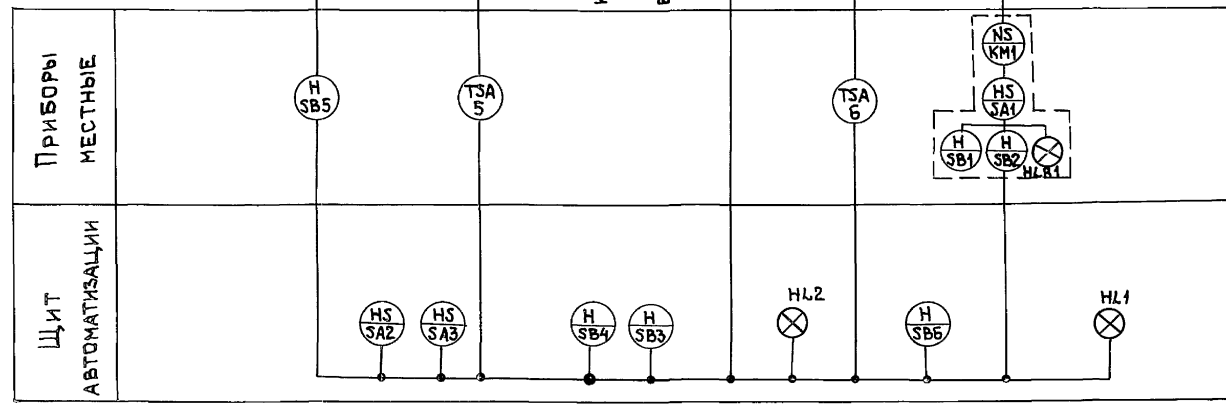 ПРИБОРЫ
МЕСТНЫЕ
H
SB5
TSA
5
TSA
6
NS
KM1
HS
SA1
H
SB1
H
SB2
HLR1
ЩИТ
АВТОМАТИЗАЦИИ
HS
SA2
HS
SA3
H
SB4
H
SB3
HL2
H
SB6
HL1